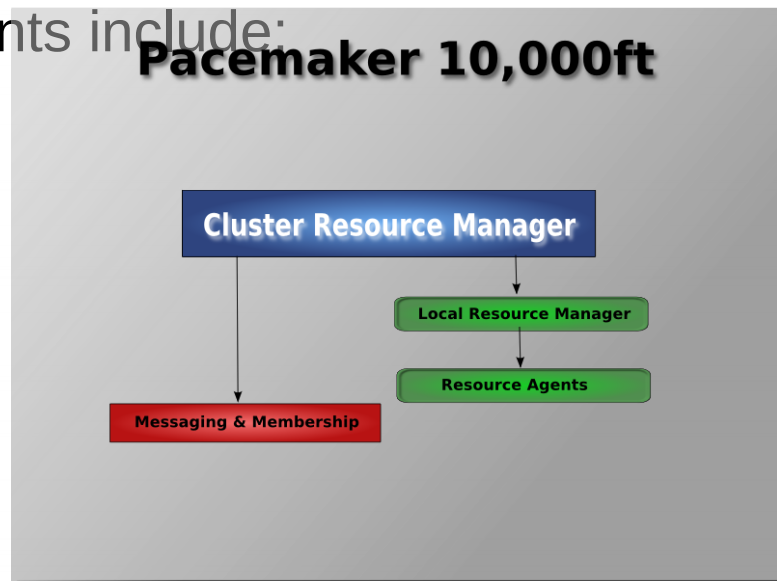 nts include:
Pacemaker 10,000ft
Cluster Resource Manager
Local Resource Manager
Resource Agents
Messaging & Membership